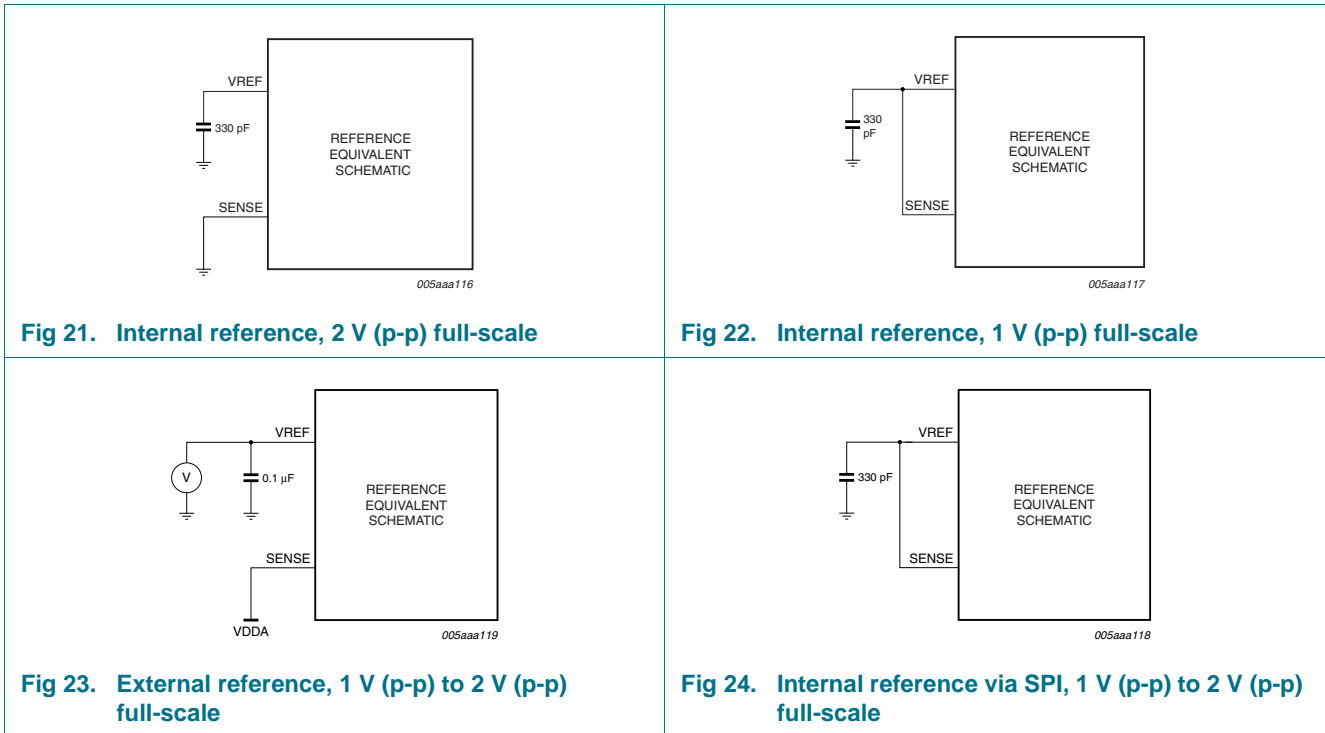 VREF
330 pF
REFERENCE
EQUIVALENT
SCHEMATIC
SENSE
005aaa116
Fig 21. Internal reference, 2 V (p-p) full-scale
VREF
330
pF
REFERENCE
EQUIVALENT
SCHEMATIC
SENSE
005aaa117
Fig 22. Internal reference, 1 V (p-p) full-scale
VREF
V
0.1 μF
REFERENCE
EQUIVALENT
SCHEMATIC
SENSE
VDDA
005aaa119
Fig 23. External reference, 1 V (p-p) to 2 V (p-p)
full-scale
VREF
330 pF
REFERENCE
EQUIVALENT
SCHEMATIC
SENSE
005aaa118
Fig 24. Internal reference via SPI, 1 V (p-p) to 2 V (p-p)
full-scale